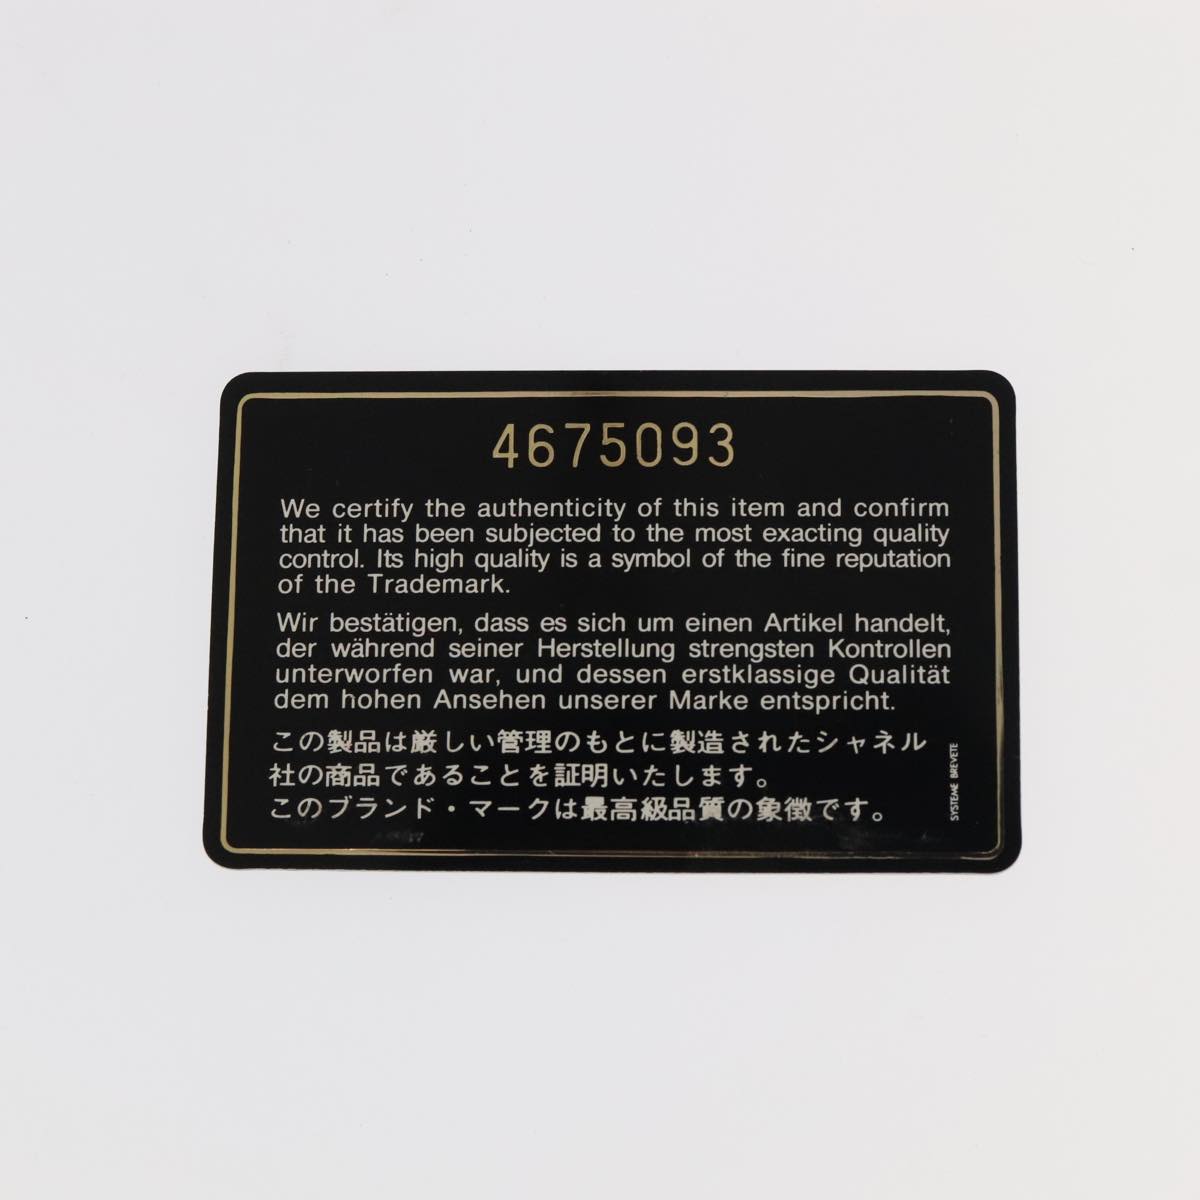 4675093
We certify the authenticity of this item and confirm
that it has been subjected to the most exacting quality
control. Its high quality is a symbol of the fine reputation
of the Trademark.
Wir bestätigen, dass es sich um einen Artikel handelt,
der während seiner Herstellung strengsten Kontrollen
unterworfen war, und dessen erstklassige Qualität
dem hohen Ansehen unserer Marke entspricht.
この製品は厳しい管理のもとに製造されたシャネル
社の商品であることを証明いたします。
このブランド・マークは最高級品質の象徴です。
SYSTEME BREVETE